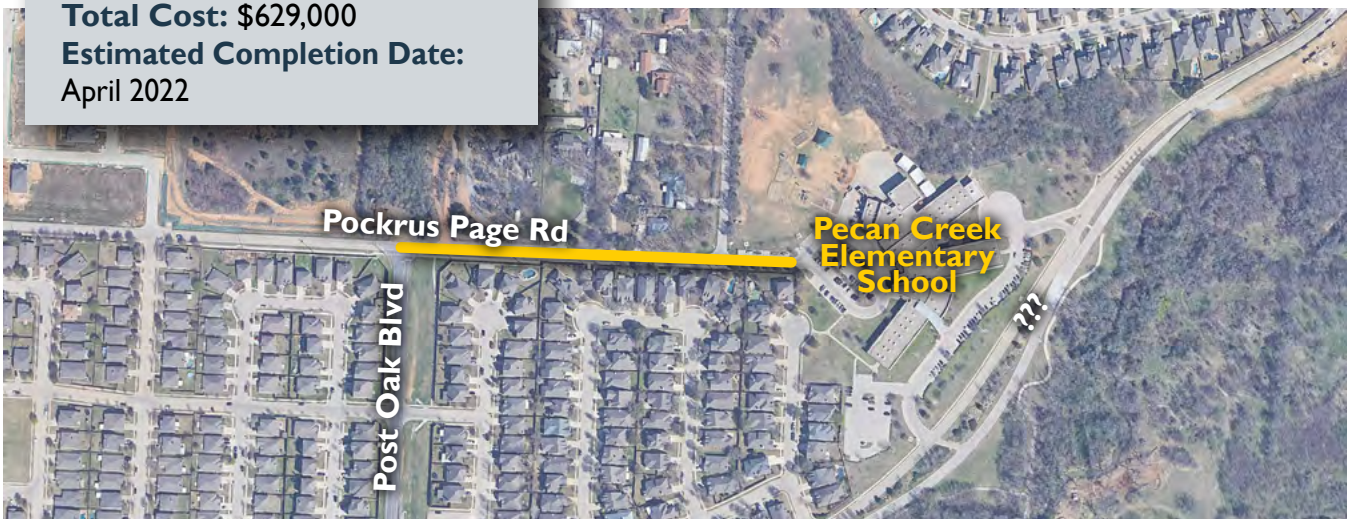 Total Cost: $629,000
Estimated Completion Date:
April 2022
Pockrus Page Rd
Pecan Creek
Elementary
School
Post Oak Blvd
???